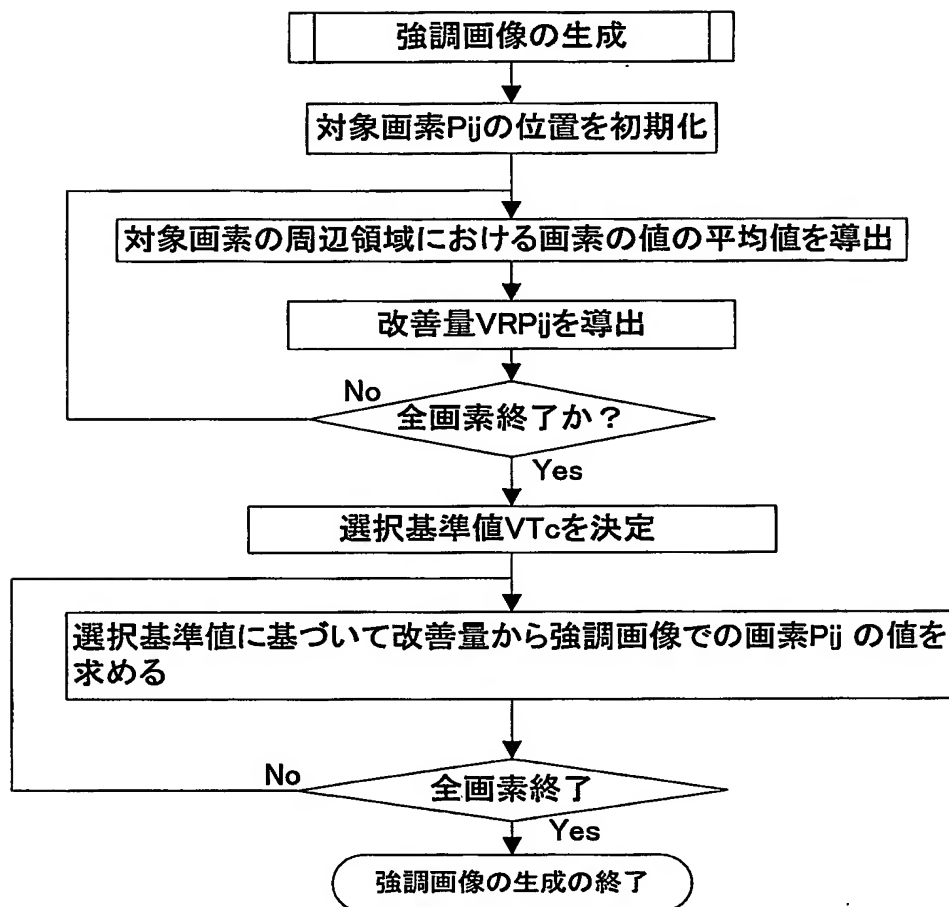 強調画像の生成
対象画素Pijの位置を初期化
対象画素の周辺領域における画素の値の平均値を導出
改善量VRPijを導出
No
全画素終了か?
Yes
選択基準値VTcを決定
選択基準値に基づいて改善量から強調画像での画素Pij の値を
求める
No
全画素終了
Yes
強調画像の生成の終了